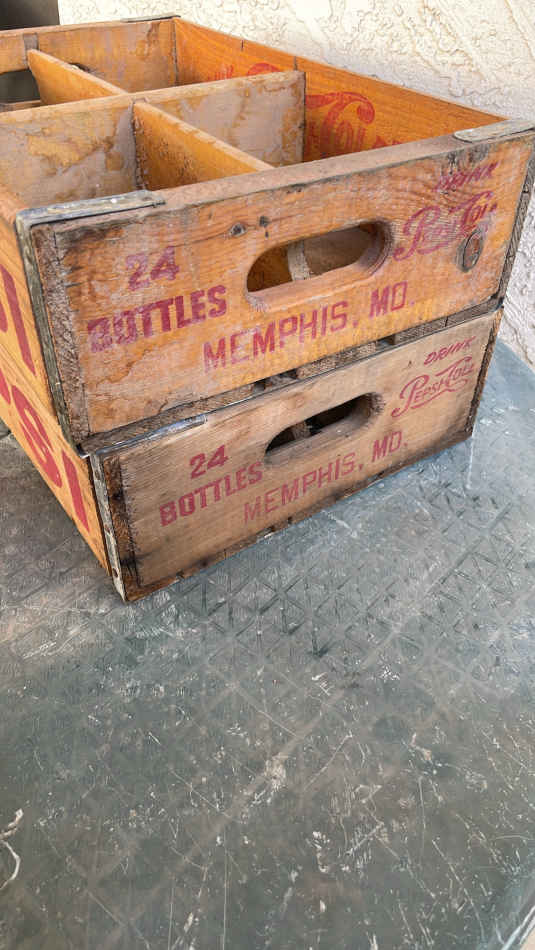 24
BOTTLES
MEMPHIS, MO.
DRINK
Pepsi-Cola
24
BOTTLES
MEMPHIS, MO.
DRINK
PEPSI-COLA